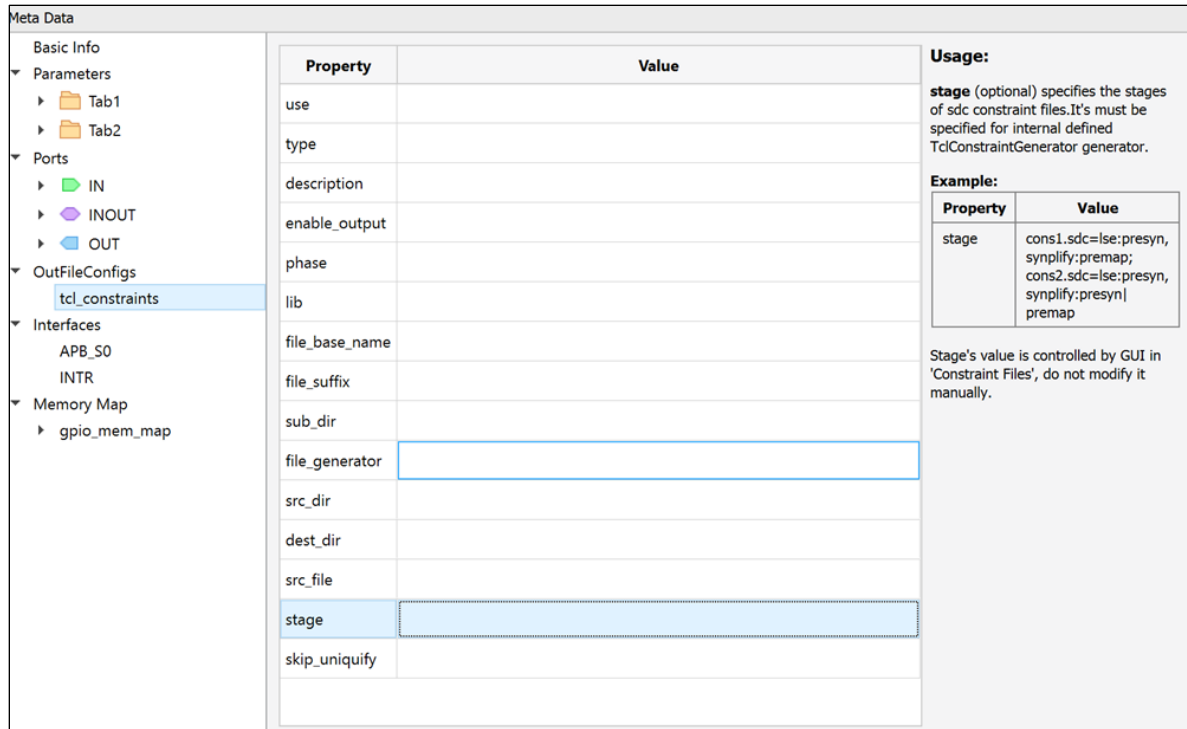 Meta Data
Basic Info
Parameters
Tab1
Tab2
Ports
IN
INOUT
OUT
OutFileConfigs
tcl_constraints
Interfaces
APB_S0
INTR
Memory Map
gpio_mem_map
Property Value
use
type
description
enable_output
phase
lib
file_base_name
file_suffix
sub_dir
file_generator
src_dir
dest_dir
src_file
stage
skip_uniquify
Usage:
stage (optional) specifies the stages
of sdc constraint files.It's must be
specified for internal defined
TclConstraintGenerator generator.
Example:
Property Value
stage cons1.sdc=lse:presyn,
synplify:premap;
cons2.sdc=lse:presyn,
synplify:presyn|
premap
Stage's value is controlled by GUI in
'Constraint Files', do not modify it
manually.